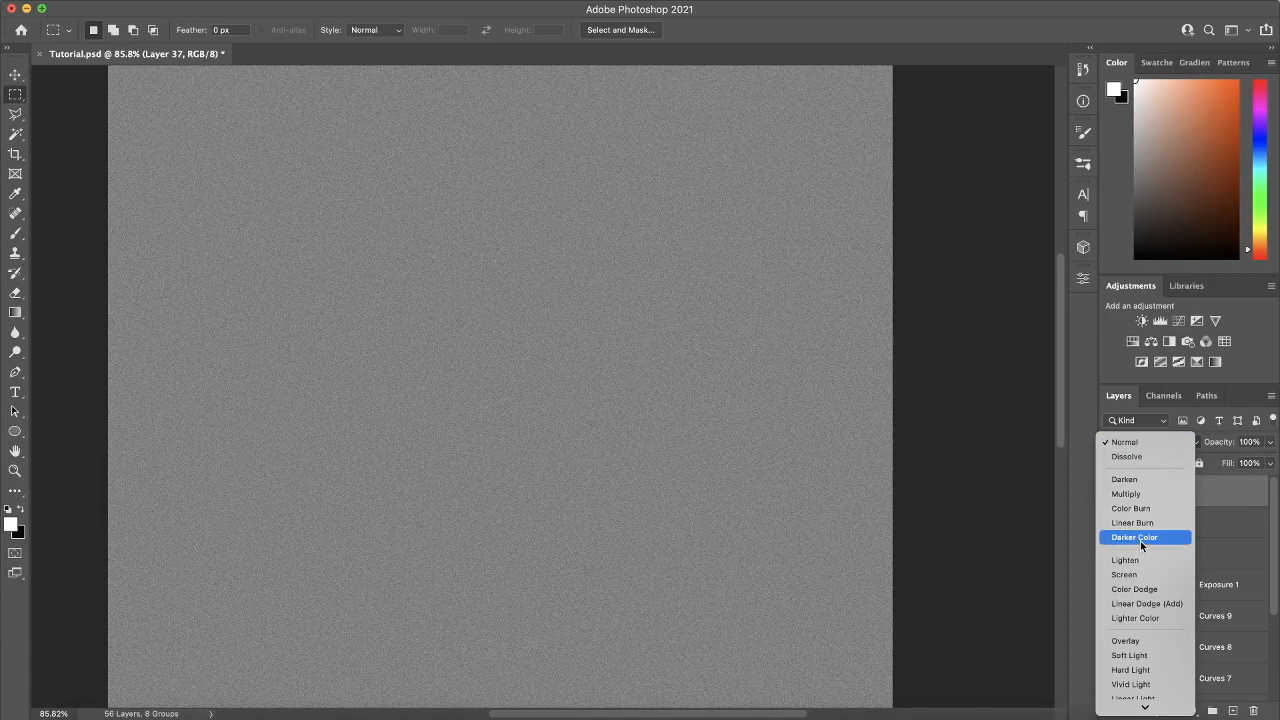 Adobe Photoshop 2021
Feather: 0 px Anti-alias Style: Normal Width: Height: Select and Mask...
Tutorial.psd @ 85.8% (Layer 37, RGB/8) *
Color Swatche Gradien Patterns
Adjustments Libraries
Add an adjustment
Layers Channels Paths
Kind
Normal
Opacity: 100%
Dissolve
Fill: 100%
Darken
Multiply
Color Burn
Linear Burn
Darker Color
Lighten
Screen
Color Dodge
Exposure 1
Linear Dodge (Add)
Lighter Color
Curves 9
Overlay
Curves 8
Soft Light
Hard Light
Curves 7
Vivid Light
Linear Light
85.82% 56 Layers, 8 Groups